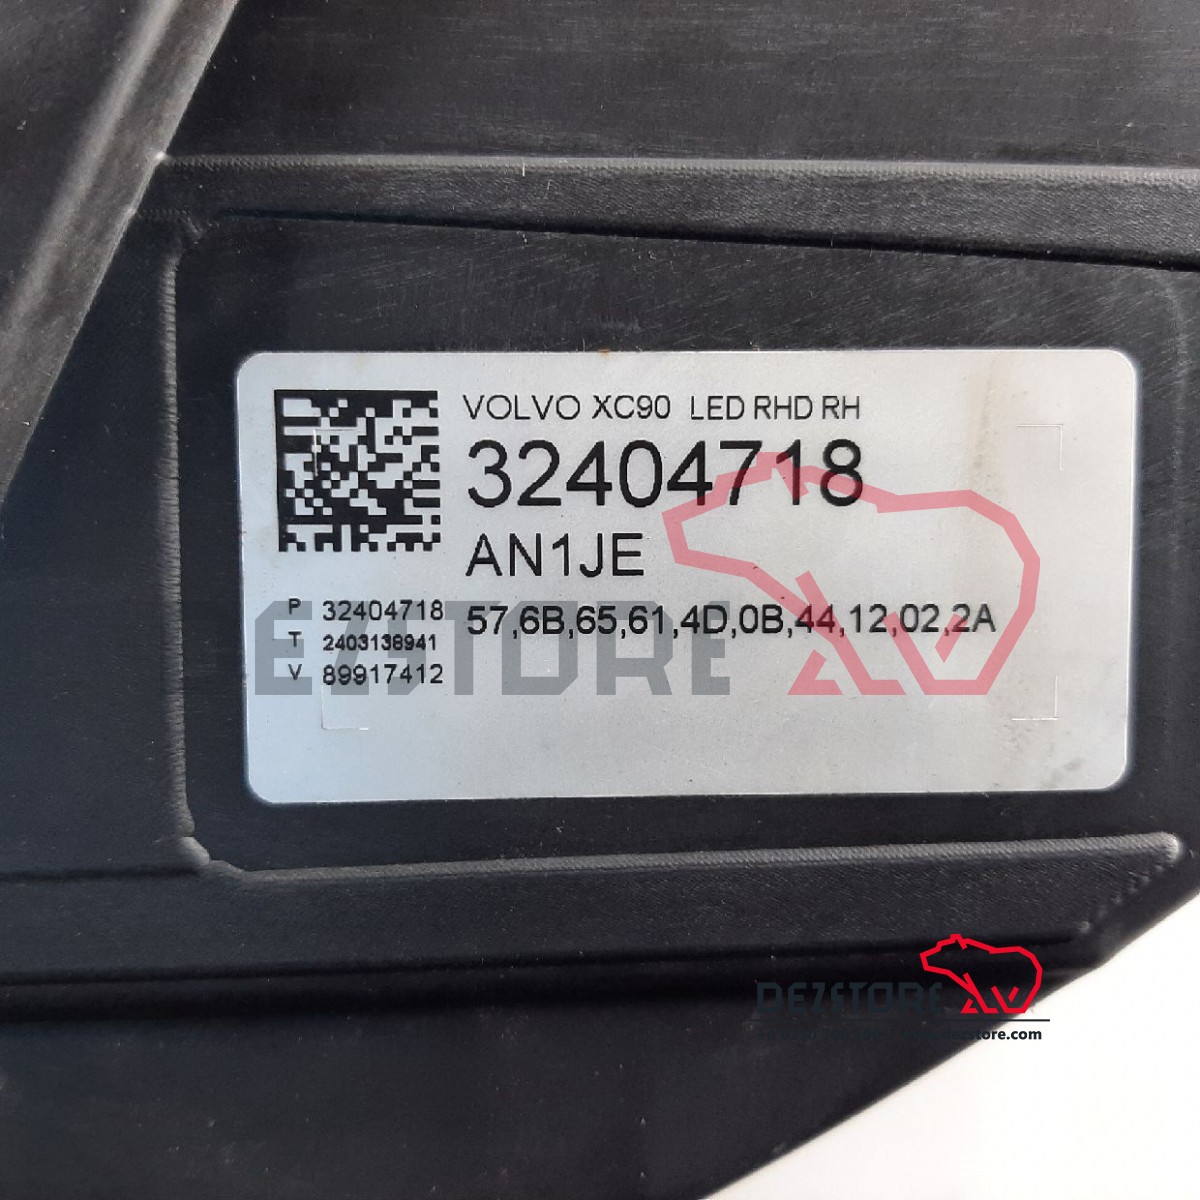 VOLVO XC90 LED RHD RH
32404718
AN1JE
57,6B,65,61,4D,0B,44,12,02,2A
P 32404718
T 2403138941
V 89917412
DEZSTORE
DEZSTORE